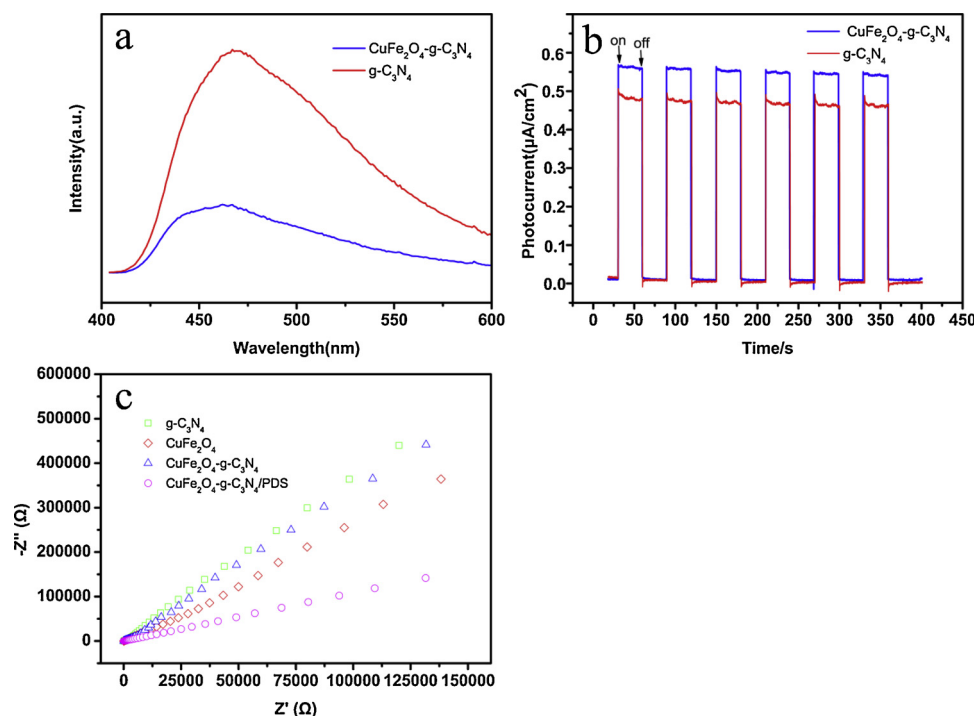 a
CuFe₂O₄-g-C₃N₄
g-C₃N₄
Intensity(a.u.)
400 450 500 550 600
Wavelength(nm)
b
on off
CuFe₂O₄-g-C₃N₄
g-C₃N₄
Photocurrent(μA/cm²)
0.6
0.5
0.4
0.3
0.2
0.1
0.0
0 50 100 150 200 250 300 350 400 450
Time/s
c
g-C₃N₄
CuFe₂O₄
CuFe₂O₄-g-C₃N₄
CuFe₂O₄-g-C₃N₄/PDS
-Z" (Ω)
600000
500000
400000
300000
200000
100000
0
0 25000 50000 75000 100000 125000 150000
Z' (Ω)